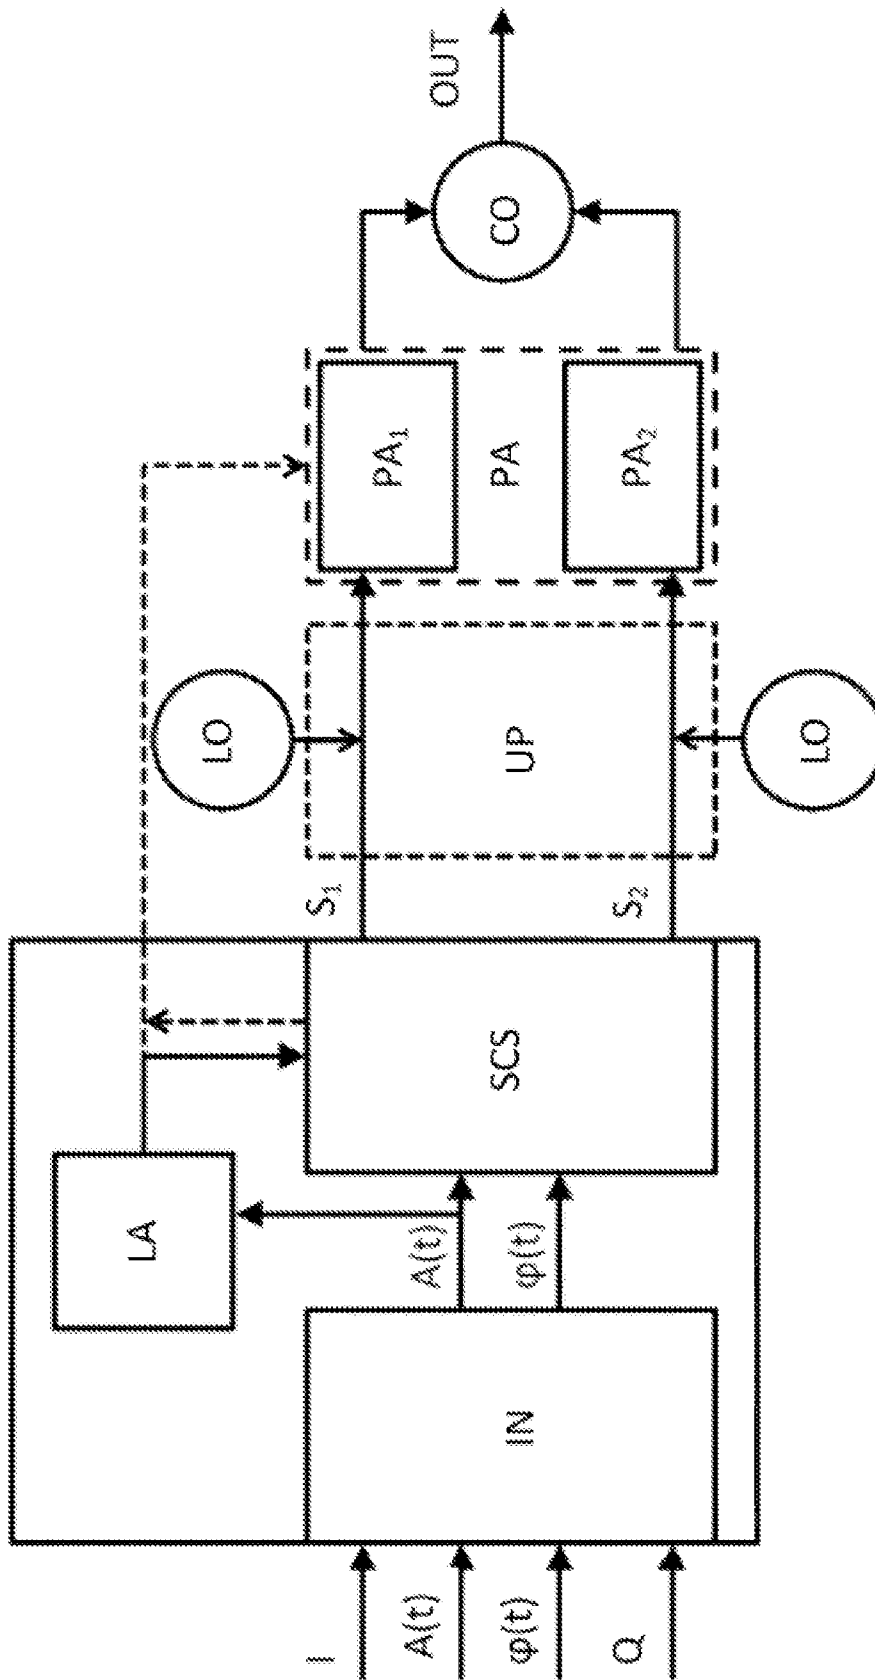 I
A(t)
φ(t)
Q
IN
A(t)
φ(t)
LA
SCS
S₁
S₂
LO
UP
LO
PA₁
PA
PA₂
CO
OUT